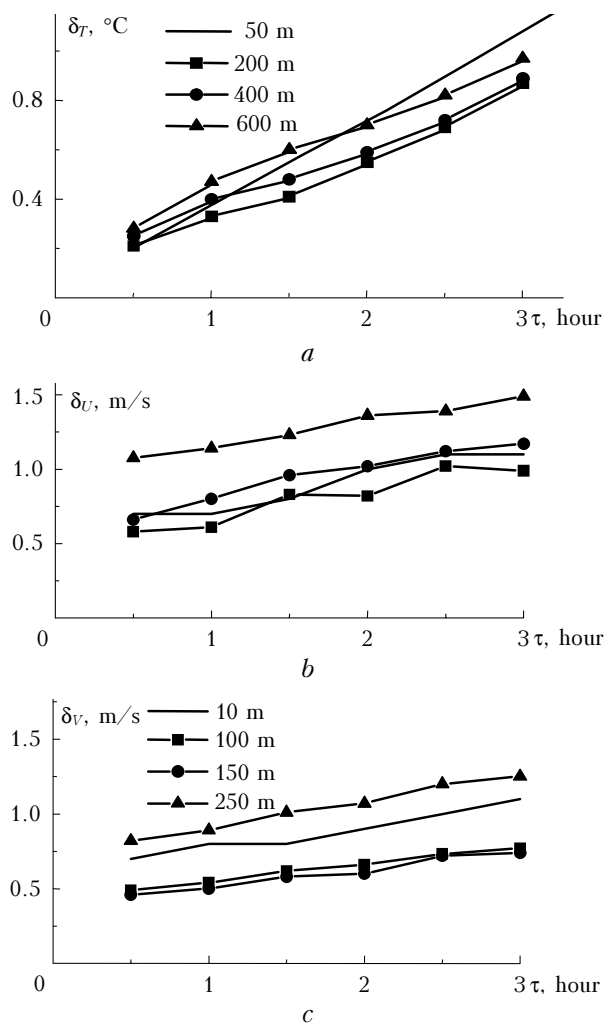 δT, °C
50 m
200 m
400 m
600 m
0.8
0.4
0 1 2 3 τ, hour
a
δU, m/s
1.5
1.0
0.5
0 1 2 3 τ, hour
b
δV, m/s
10 m
100 m
150 m
250 m
1.5
1.0
0.5
0 1 2 3 τ, hour
c